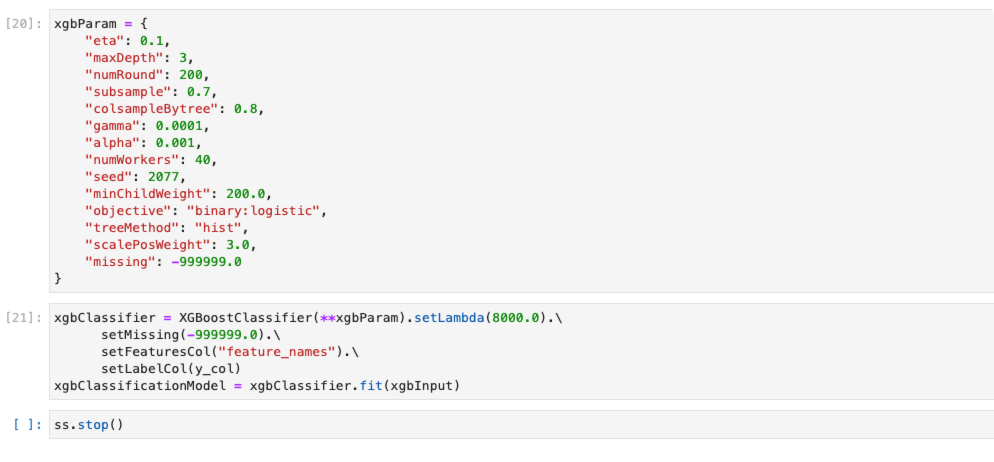 [20]: xgbParam = {
    "eta": 0.1,
    "maxDepth": 3,
    "numRound": 200,
    "subsample": 0.7,
    "colsampleBytree": 0.8,
    "gamma": 0.0001,
    "alpha": 0.001,
    "numWorkers": 40,
    "seed": 2077,
    "minChildWeight": 200.0,
    "objective": "binary:logistic",
    "treeMethod": "hist",
    "scalePosWeight": 3.0,
    "missing": -999999.0
}
[21]: xgbClassifier = XGBoostClassifier(**xgbParam).setLambda(8000.0).\
      setMissing(-999999.0).\
      setFeaturesCol("feature_names").\
      setLabelCol(y_col)
xgbClassificationModel = xgbClassifier.fit(xgbInput)
[ ]: ss.stop()